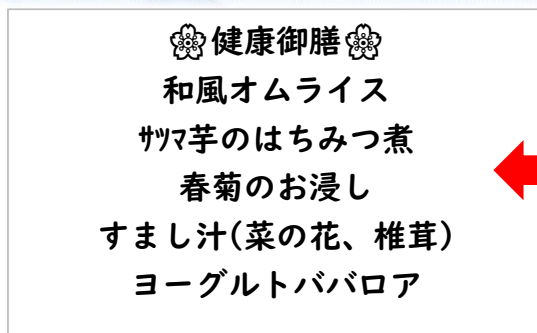 🌸健康御膳🌸
和風オムライス
ｻﾂﾏ芋のはちみつ煮
春菊のお浸し
すまし汁(菜の花、椎茸)
ヨーグルトババロア